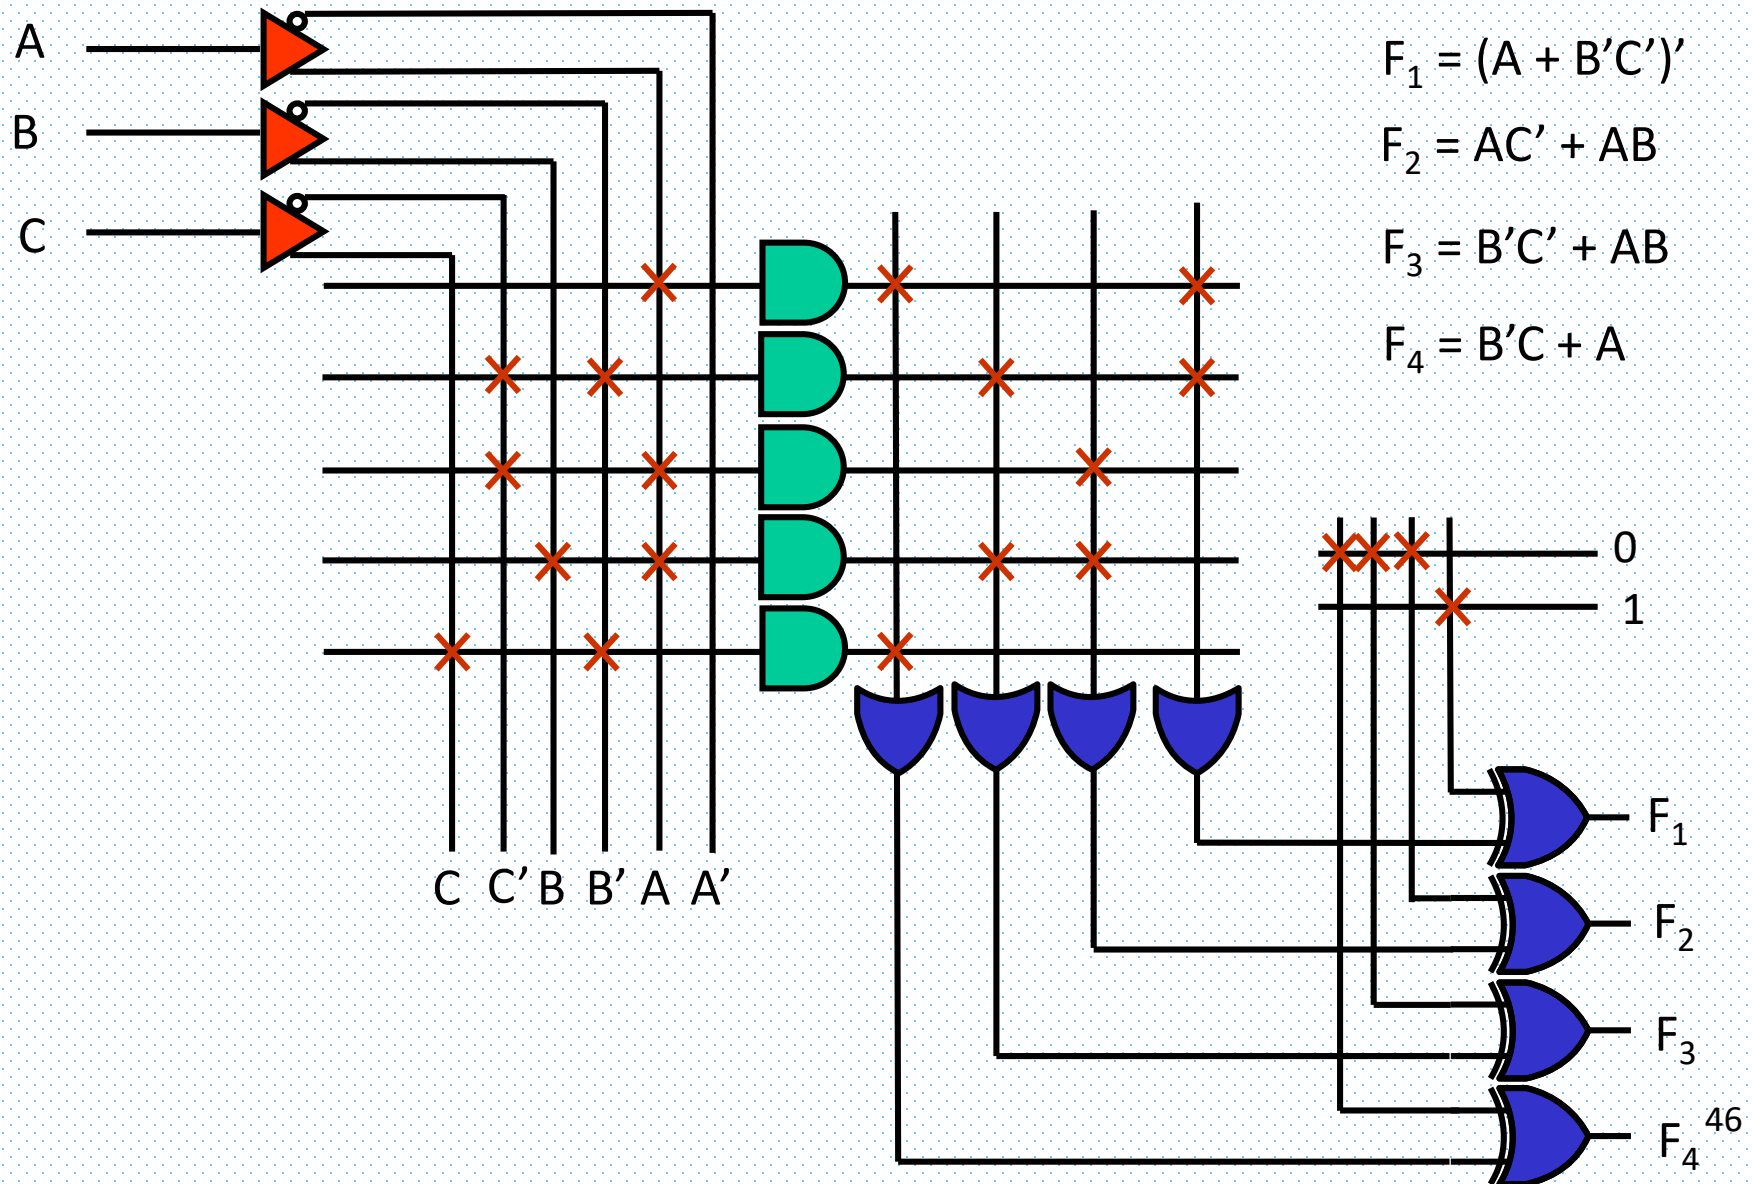 A
B
C
F₁ = (A + B’C’)’
F₂ = AC’ + AB
F₃ = B’C’ + AB
F₄ = B’C + A
0
1
C C’ B B’ A A’
F₁
F₂
F₃
F₄
46